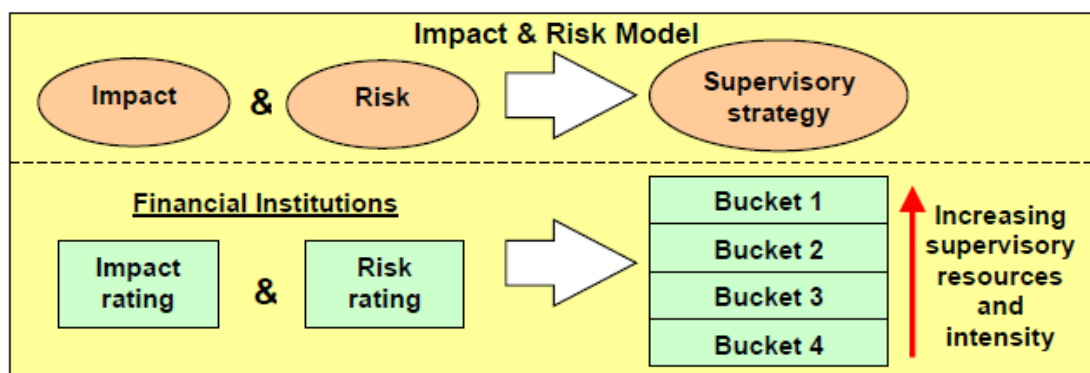 Impact & Risk Model
Impact
&
Risk
Supervisory
strategy
Financial Institutions
Impact
rating
&
Risk
rating
Bucket 1
Bucket 2
Bucket 3
Bucket 4
Increasing
supervisory
resources
and
intensity